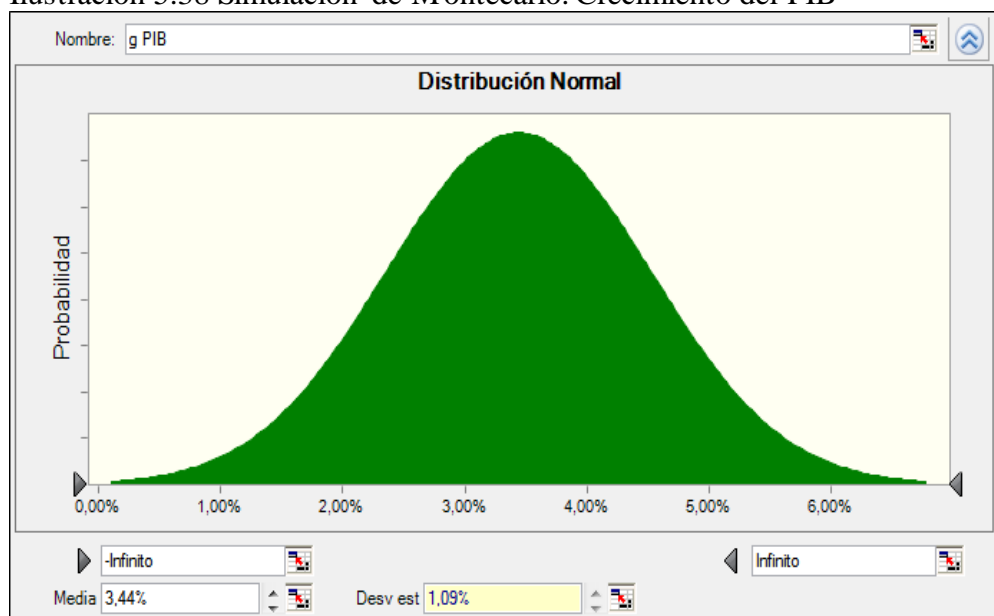 Ilustración 5.38 Simulación de Montecarlo. Crecimiento del PIB
Nombre: g PIB
Distribución Normal
Probabilidad
0,00% 1,00% 2,00% 3,00% 4,00% 5,00% 6,00%
-Infinito Infinito
Media 3,44% Desv est 1,09%